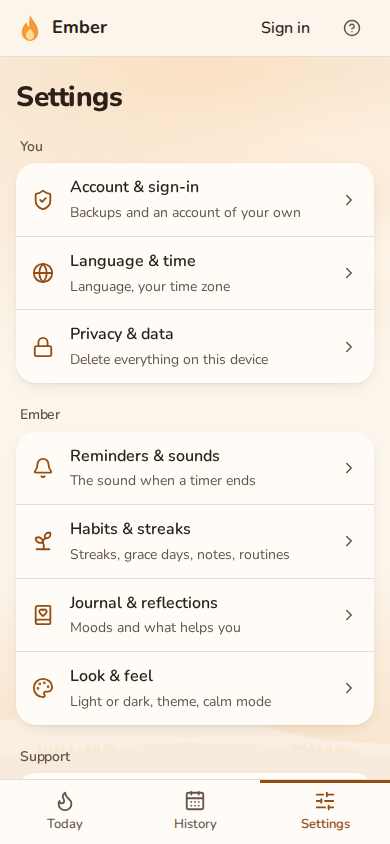 Ember
Sign in
Settings
You
Account & sign-in
Backups and an account of your own
Language & time
Language, your time zone
Privacy & data
Delete everything on this device
Ember
Reminders & sounds
The sound when a timer ends
Habits & streaks
Streaks, grace days, notes, routines
Journal & reflections
Moods and what helps you
Look & feel
Light or dark, theme, calm mode
Support
Today
History
Settings